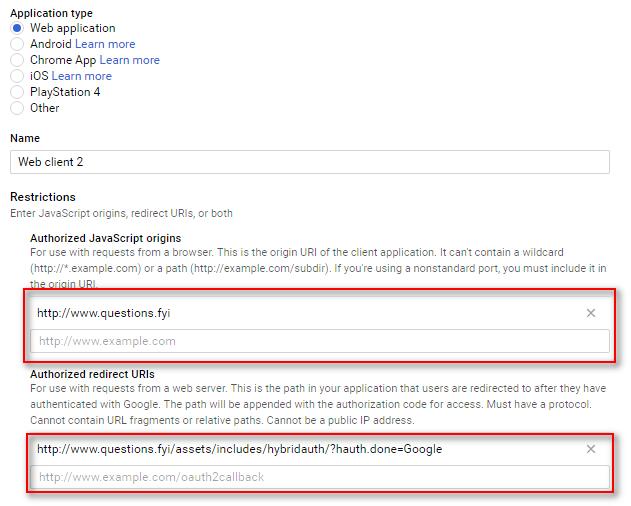 Application type
Web application
Android Learn more
Chrome App Learn more
iOS Learn more
PlayStation 4
Other
Name
Web client 2
Restrictions
Enter JavaScript origins, redirect URIs, or both
Authorized JavaScript origins
For use with requests from a browser. This is the origin URI of the client application. It can't contain a wildcard
(http://*.example.com) or a path (http://example.com/subdir). If you're using a nonstandard port, you must include it in
the origin URI.
http://www.questions.fyi
http://www.example.com
Authorized redirect URIs
For use with requests from a web server. This is the path in your application that users are redirected to after they have
authenticated with Google. The path will be appended with the authorization code for access. Must have a protocol.
Cannot contain URL fragments or relative paths. Cannot be a public IP address.
http://www.questions.fyi/assets/includes/hybridauth/?hauth.done=Google
http://www.example.com/oauth2callback